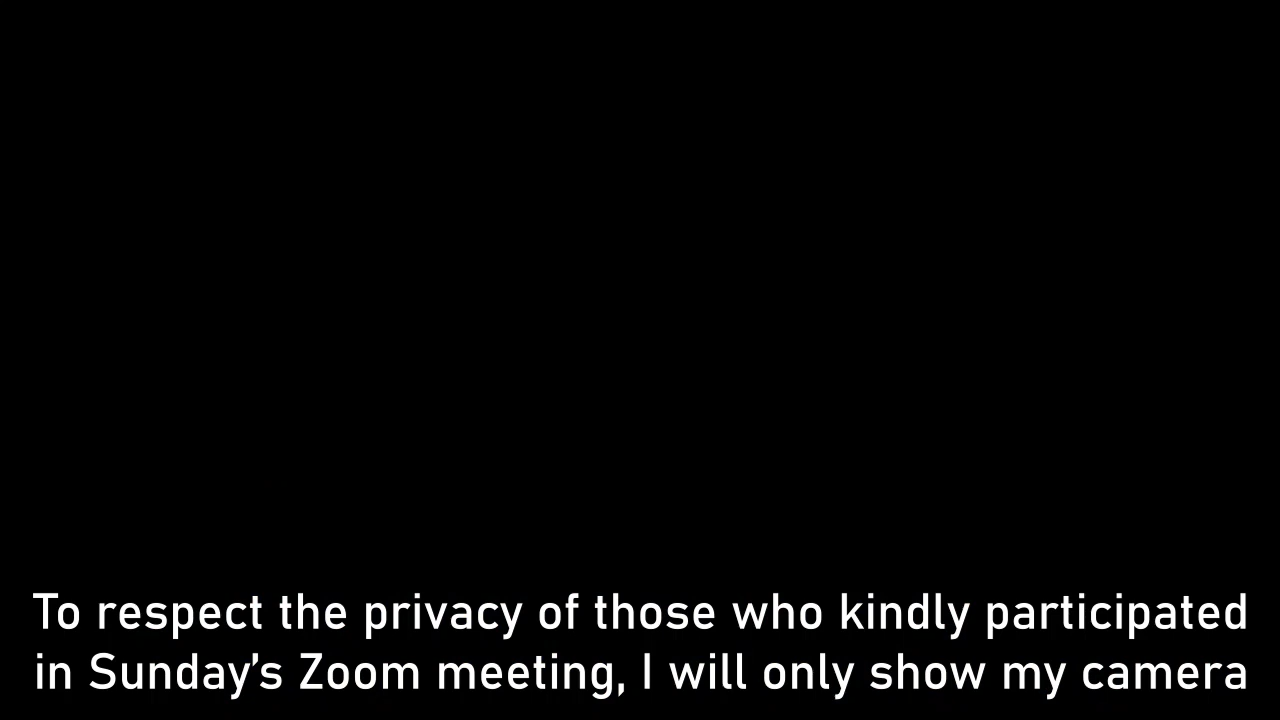 To respect the privacy of those who kindly participated
in Sunday’s Zoom meeting, I will only show my camera